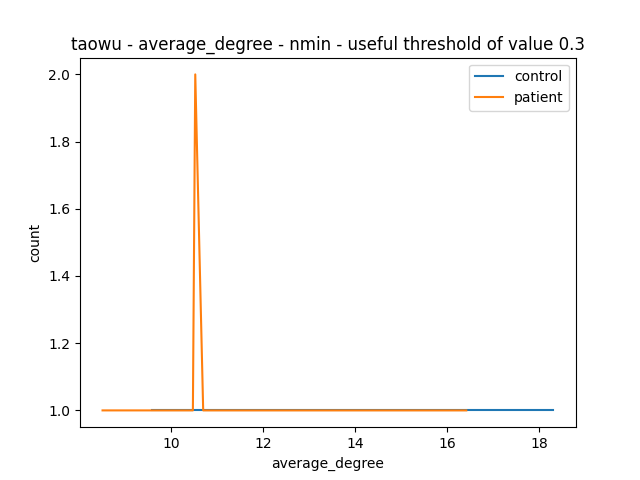 taowu - average_degree - nmin - useful threshold of value 0.3
control
patient
2.0
1.8
1.6
1.4
1.2
1.0
count
10 12 14 16 18
average_degree